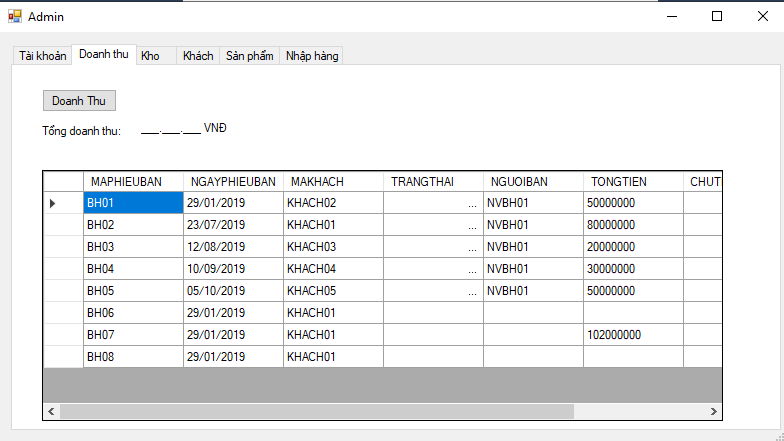 Admin
Tài khoản Doanh thu Kho Khách Sản phẩm Nhập hàng
Doanh Thu
Tổng doanh thu: ___.___.___ VNĐ
MAPHIEUBAN NGAYPHIEUBAN MAKHACH TRANGTHAI NGUOIBAN TONGTIEN CHUT
BH01 29/01/2019 KHACH02 ... NVBH01 50000000
BH02 23/07/2019 KHACH01 ... NVBH01 80000000
BH03 12/08/2019 KHACH03 ... NVBH01 20000000
BH04 10/09/2019 KHACH04 ... NVBH01 30000000
BH05 05/10/2019 KHACH05 ... NVBH01 50000000
BH06 29/01/2019 KHACH01
BH07 29/01/2019 KHACH01 102000000
BH08 29/01/2019 KHACH01